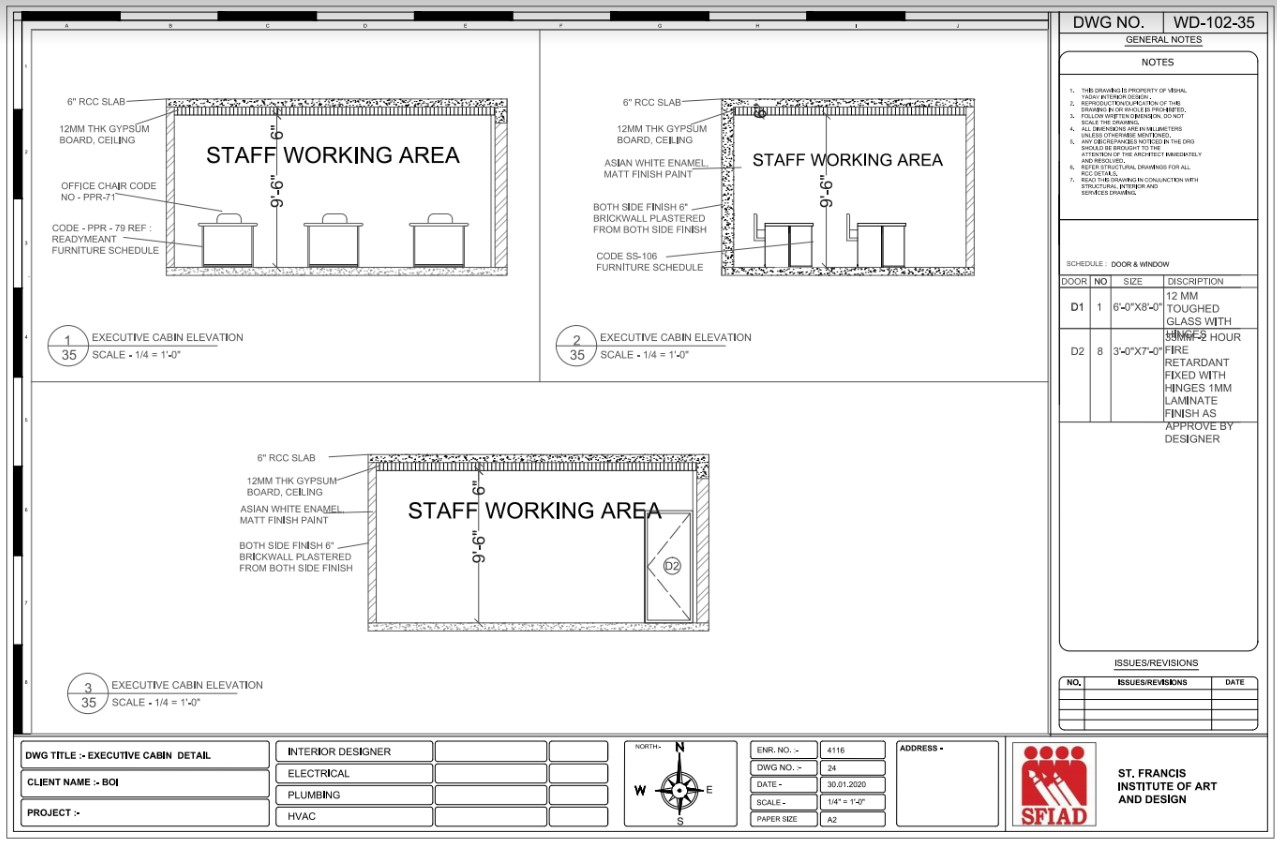 A B C D E F G H I J
DWG NO. WD-102-35
GENERAL NOTES
NOTES
1. THIS DRAWING IS PROPERTY OF VISHAL
YADAV INTERIOR DESIGN .
2. REPRODUCTION/DUPICATION OF THIS
DRAWING IN OR WHOLE IS PROHIBITED.
3. FOLLOW WRITTEN DIMENSION. DO NOT
SCALE THE DRAWING.
4. ALL DIMENSIONS ARE IN MILLIMETERS
UNLESS OTHERWISE MENTIONED.
5. ANY DISCREPANCIES NOTICED IN THE DRG
SHOULD BE BROUGHT TO THE
ATTENTION OF THE ARCHITECT IMMEDIATELY
AND RESOLVED.
6. REFER STRUCTURAL DRAWINGS FOR ALL
RCC DETAILS.
7. READ THIS DRAWING IN CONJUNCTION WITH
STRUCTURAL, INTERIOR AND
SERVICES DRAWING.
SCHEDULE : DOOR & WINDOW
DOOR NO SIZE DISCRIPTION
D1 1 6'-0"X8'-0" 12 MM
TOUGHED
GLASS WITH
HINGES
D2 8 3'-0"X7'-0" 35MM -2 HOUR
FIRE
RETARDANT
FIXED WITH
HINGES 1MM
LAMINATE
FINISH AS
APPROVE BY
DESIGNER
ISSUES/REVISIONS
NO. ISSUES/REVISIONS DATE
6" RCC SLAB
12MM THK GYPSUM
BOARD, CEILING
OFFICE CHAIR CODE
NO - PPR-71
CODE - PPR - 79 REF :
READYMEANT
FURNITURE SCHEDULE
6"
STAFF WORKING AREA
9'-6"
1
35
EXECUTIVE CABIN ELEVATION
SCALE - 1/4 = 1'-0"
6" RCC SLAB
12MM THK GYPSUM
BOARD, CEILING
ASIAN WHITE ENAMEL,
MATT FINISH PAINT
BOTH SIDE FINISH 6"
BRICKWALL PLASTERED
FROM BOTH SIDE FINISH
CODE SS-106
FURNITURE SCHEDULE
6"
STAFF WORKING AREA
9'-6"
2
35
EXECUTIVE CABIN ELEVATION
SCALE - 1/4 = 1'-0"
6" RCC SLAB
12MM THK GYPSUM
BOARD, CEILING
ASIAN WHITE ENAMEL,
MATT FINISH PAINT
BOTH SIDE FINISH 6"
BRICKWALL PLASTERED
FROM BOTH SIDE FINISH
6"
STAFF WORKING AREA
9'-6"
D2
3
35
EXECUTIVE CABIN ELEVATION
SCALE - 1/4 = 1'-0"
DWG TITLE :- EXECUTIVE CABIN DETAIL
CLIENT NAME :- BOI
PROJECT :-
INTERIOR DESIGNER
ELECTRICAL
PLUMBING
HVAC
NORTH:-
N
W E
S
ENR. NO. :- 4116
DWG NO. :- 24
DATE - 30.01.2020
SCALE - 1/4" = 1'-0"
PAPER SIZE A2
ADDRESS -
SFIAD
ST. FRANCIS
INSTITUTE OF ART
AND DESIGN